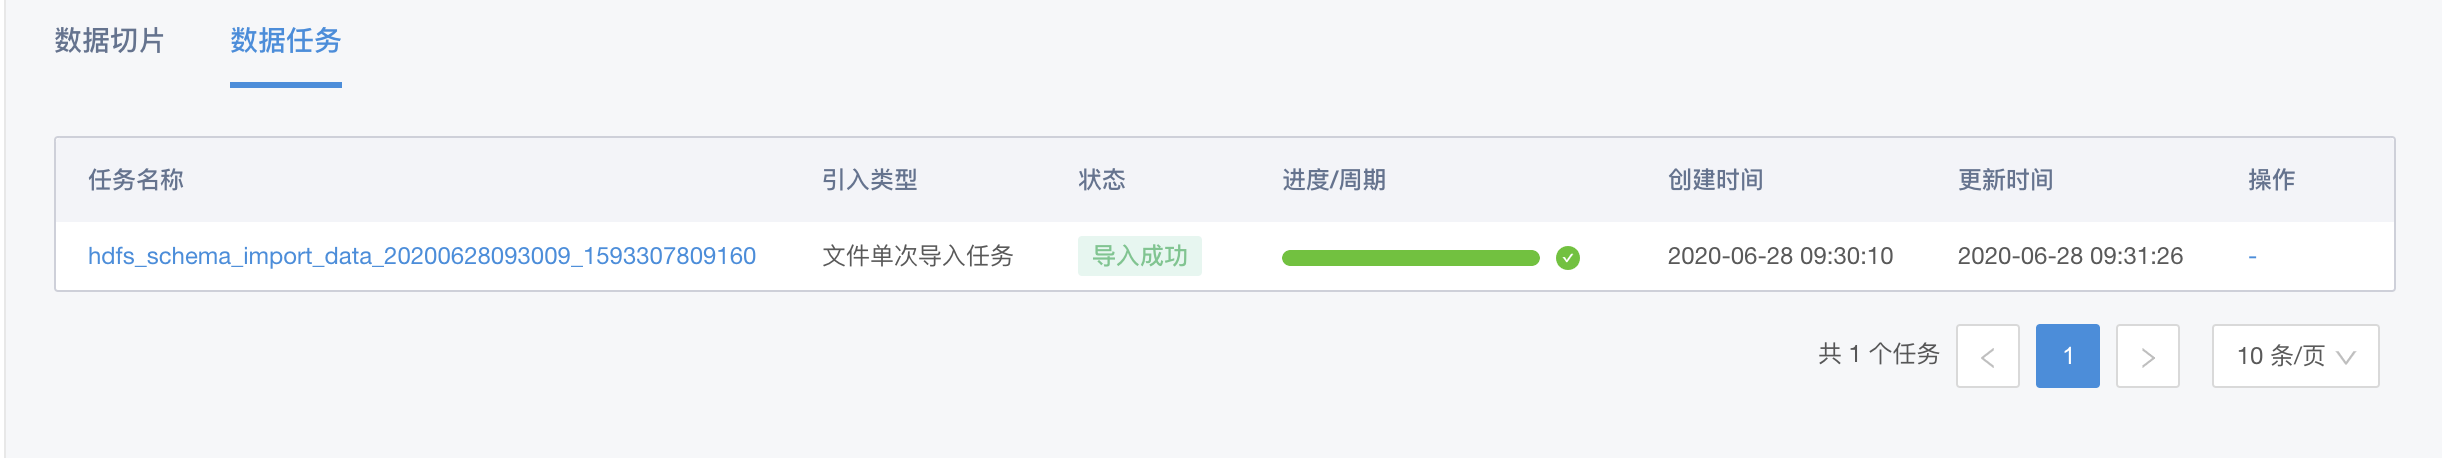 数据切片 数据任务
任务名称 引入类型 状态 进度/周期 创建时间 更新时间 操作
hdfs_schema_import_data_20200628093009_1593307809160 文件单次导入任务 导入成功 2020-06-28 09:30:10 2020-06-28 09:31:26 -
共 1 个任务 < 1 > 10 条/页